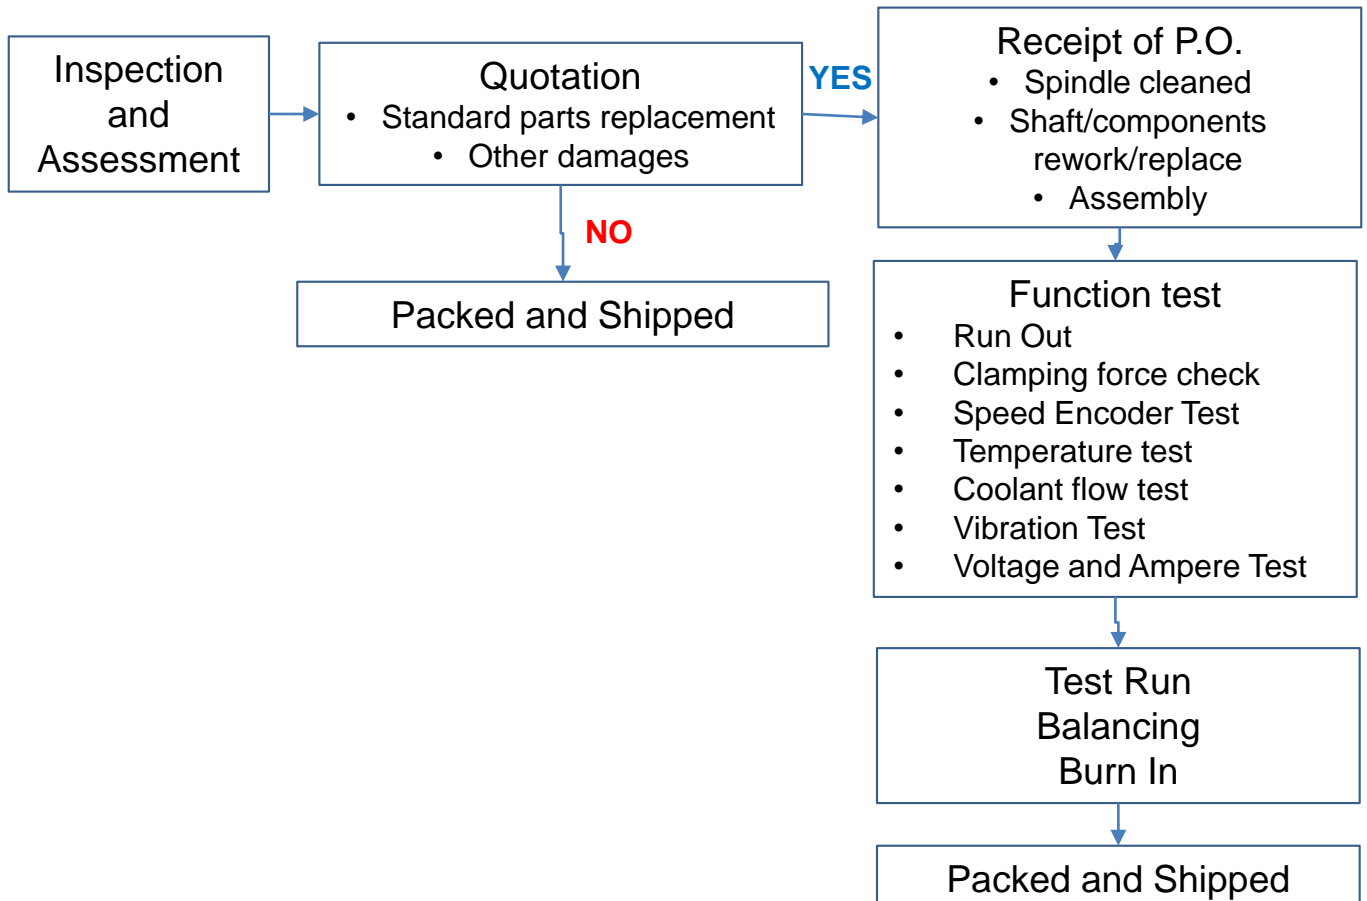 Inspection
and
Assessment
Quotation
• Standard parts replacement
• Other damages
YES
NO
Packed and Shipped
Receipt of P.O.
• Spindle cleaned
• Shaft/components
rework/replace
• Assembly
Function test
• Run Out
• Clamping force check
• Speed Encoder Test
• Temperature test
• Coolant flow test
• Vibration Test
• Voltage and Ampere Test
Test Run
Balancing
Burn In
Packed and Shipped